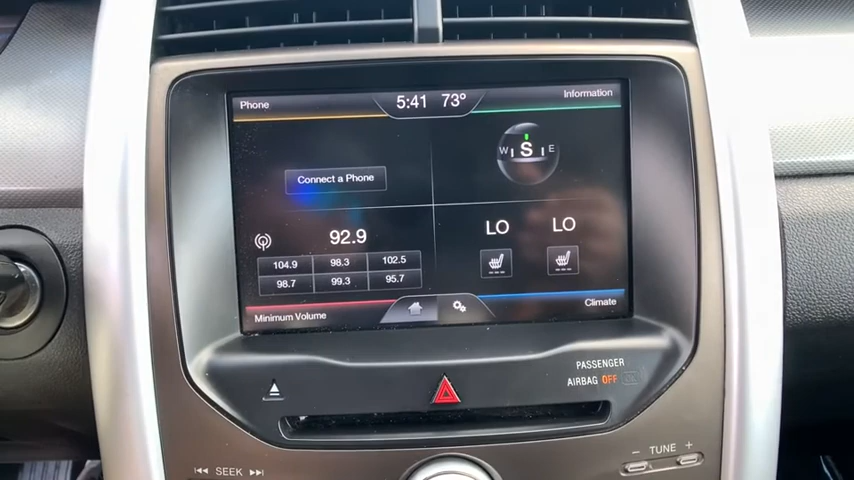 Phone
5:41 73°
Information
W S E
Connect a Phone
92.9
LO LO
104.9 98.3 102.5
98.7 99.3 95.7
Minimum Volume
Climate
PASSENGER
AIRBAG OFF
SEEK
− TUNE +